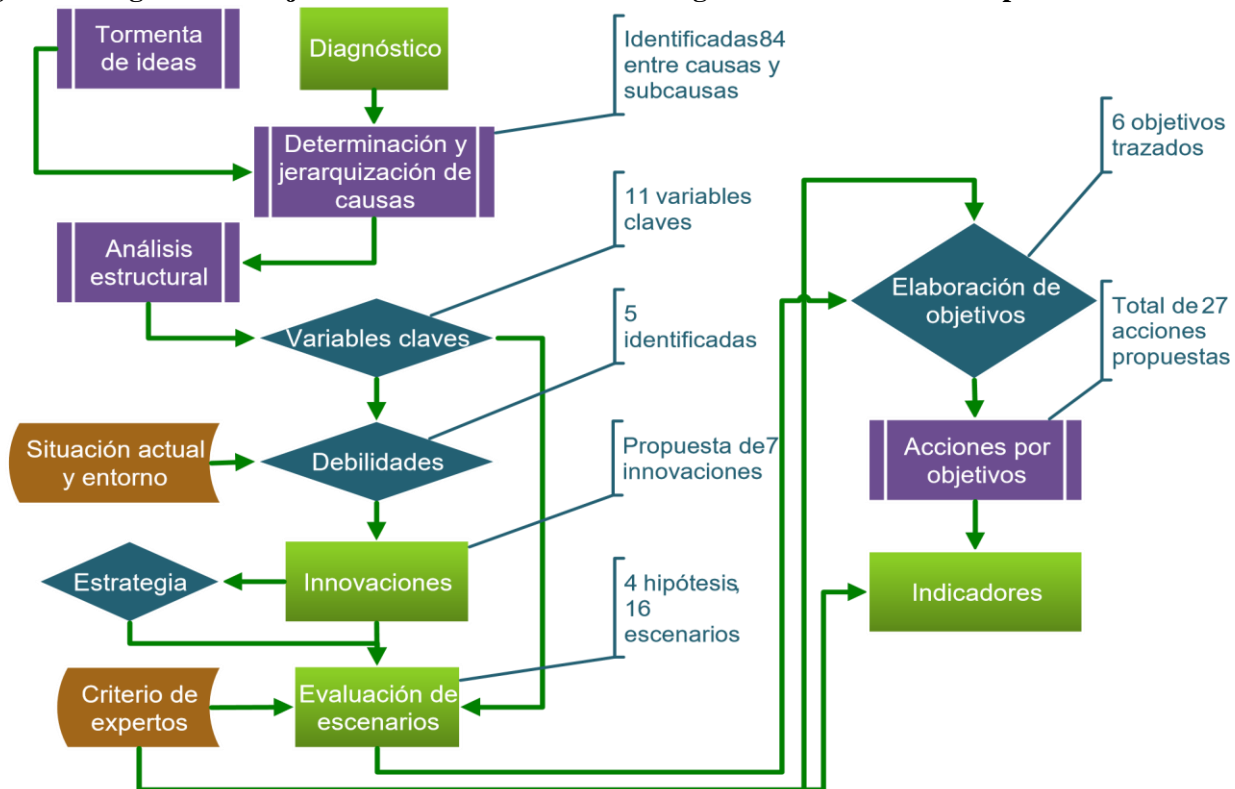 Tormenta
de ideas
Diagnóstico
Identificadas84
entre causas y
subcausas
Determinación y
jerarquización de
causas
6 objetivos
trazados
11 variables
claves
Análisis
estructural
Elaboración de
objetivos
Total de27
acciones
propuestas
Variables claves
5
identificadas
Situación actual
y entorno
Debilidades
Propuesta de7
innovaciones
Acciones por
objetivos
Estrategia
Innovaciones
4 hipótesis,
16
escenarios
Indicadores
Criterio de
expertos
Evaluación de
escenarios